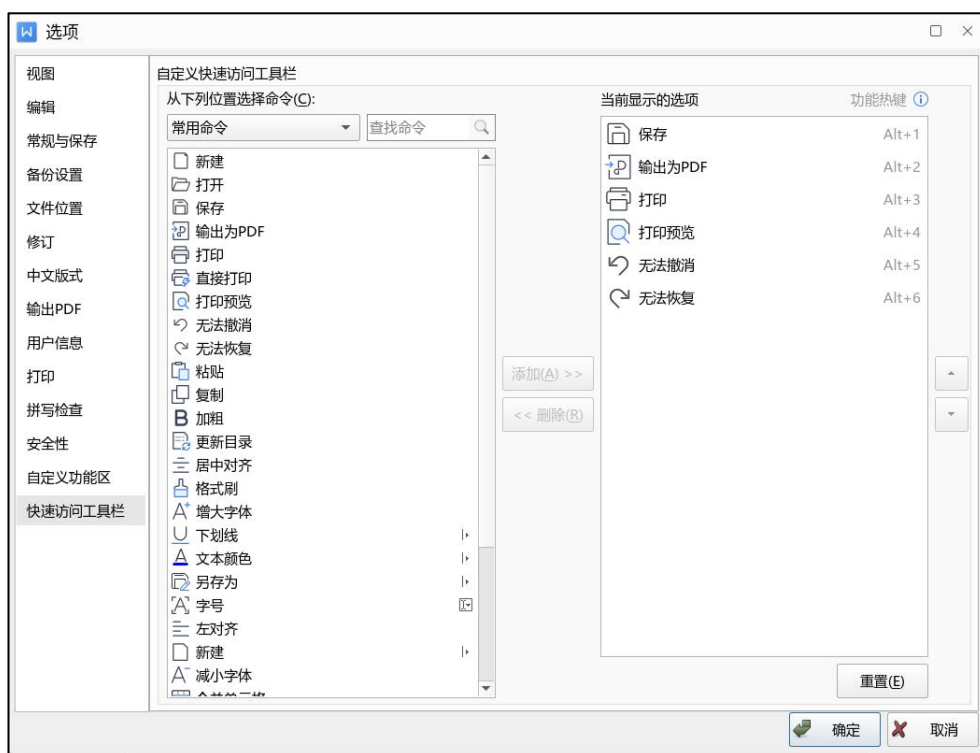 选项
视图
编辑
常规与保存
备份设置
文件位置
修订
中文版式
输出PDF
用户信息
打印
拼写检查
安全性
自定义功能区
快速访问工具栏
自定义快速访问工具栏
从下列位置选择命令(C):
常用命令
查找命令
新建
打开
保存
输出为PDF
打印
直接打印
打印预览
无法撤消
无法恢复
粘贴
复制
B 加粗
更新目录
居中对齐
格式刷
增大字体
下划线
文本颜色
另存为
字号
左对齐
新建
减小字体
添加(A) >>
<< 删除(R)
当前显示的选项 功能热键
保存 Alt+1
输出为PDF Alt+2
打印 Alt+3
打印预览 Alt+4
无法撤消 Alt+5
无法恢复 Alt+6
重置(E)
确定
取消